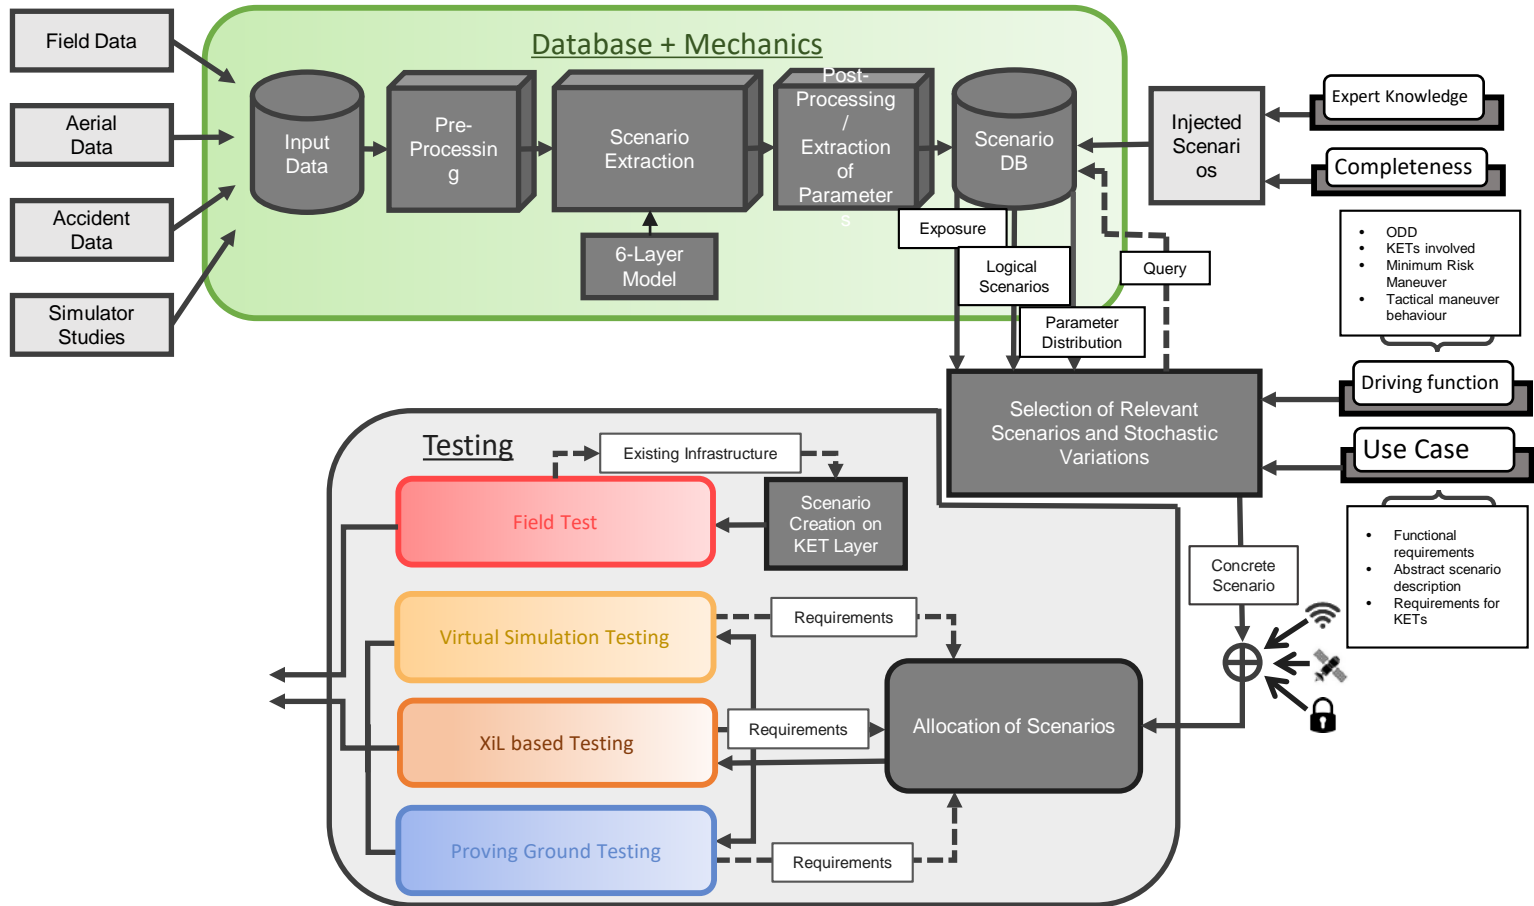 Field Data
Aerial
Data
Accident
Data
Simulator
Studies
Database + Mechanics
Input
Data
Pre-
Processin
g
Scenario
Extraction
6-Layer
Model
Post-
Processing
/
Extraction
of
Parameter
s
Scenario
DB
Injected
Scenari
os
Expert Knowledge
Completeness
Exposure
Logical
Scenarios
Parameter
Distribution
Query
• ODD
• KETs involved
• Minimum Risk
Maneuver
• Tactical maneuver
behaviour
Driving function
Use Case
• Functional
requirements
• Abstract scenario
description
• Requirements for
KETs
Selection of Relevant
Scenarios and Stochastic
Variations
Concrete
Scenario
Testing
Existing Infrastructure
Field Test
Scenario
Creation on
KET Layer
Virtual Simulation Testing
Requirements
XiL based Testing
Requirements
Allocation of Scenarios
Proving Ground Testing
Requirements